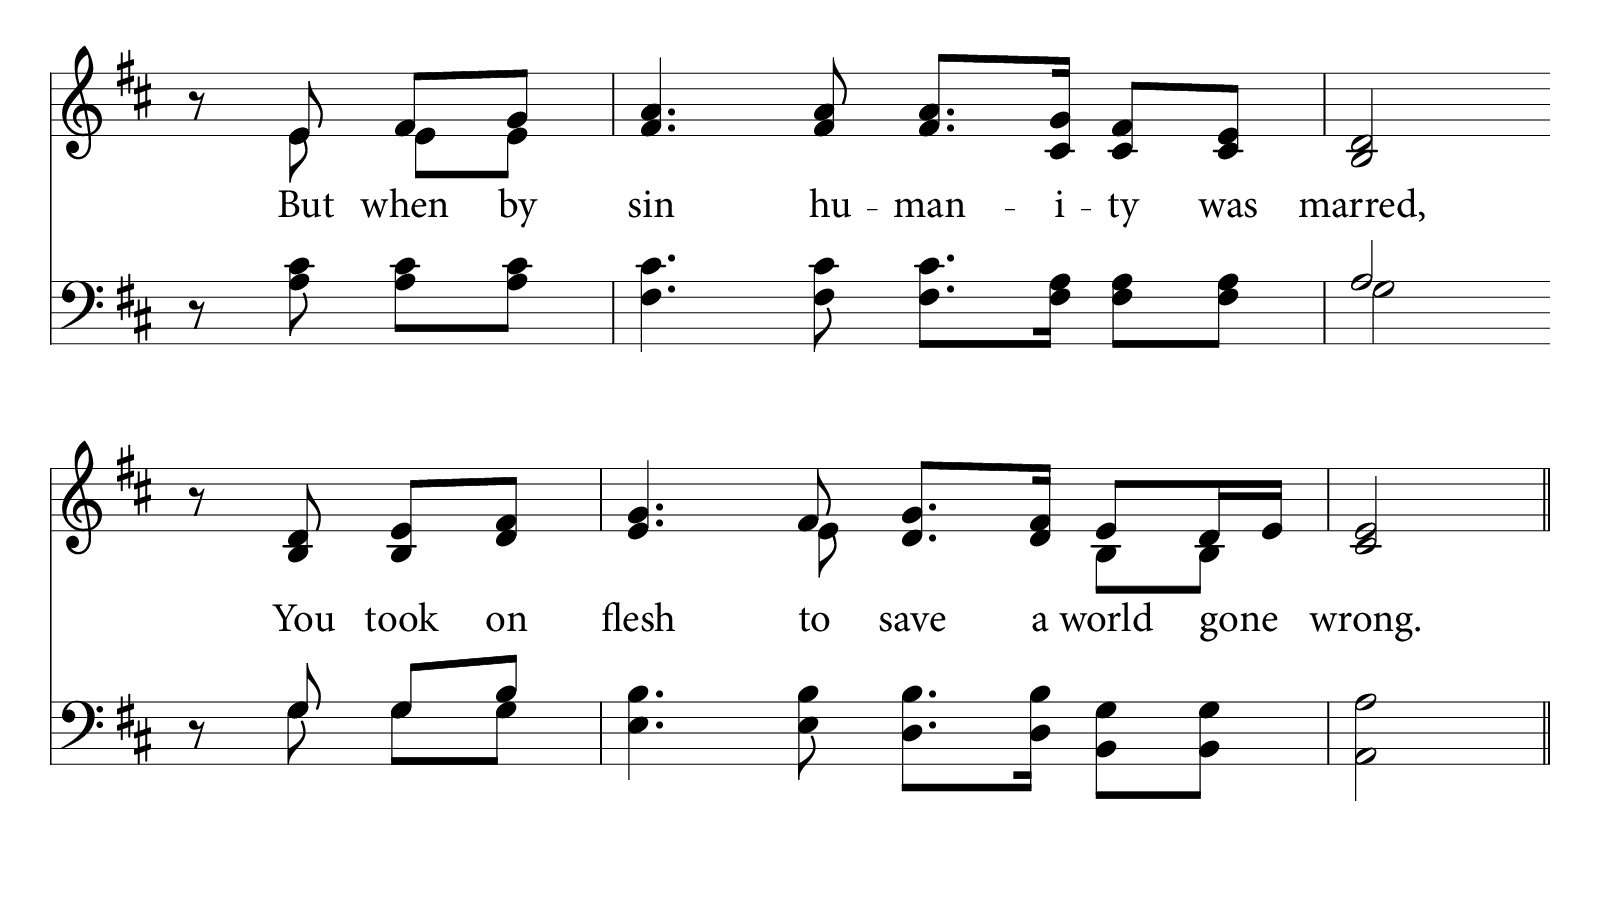 But when by sin hu - man - i - ty was marred,
You took on flesh to save a world gone wrong.